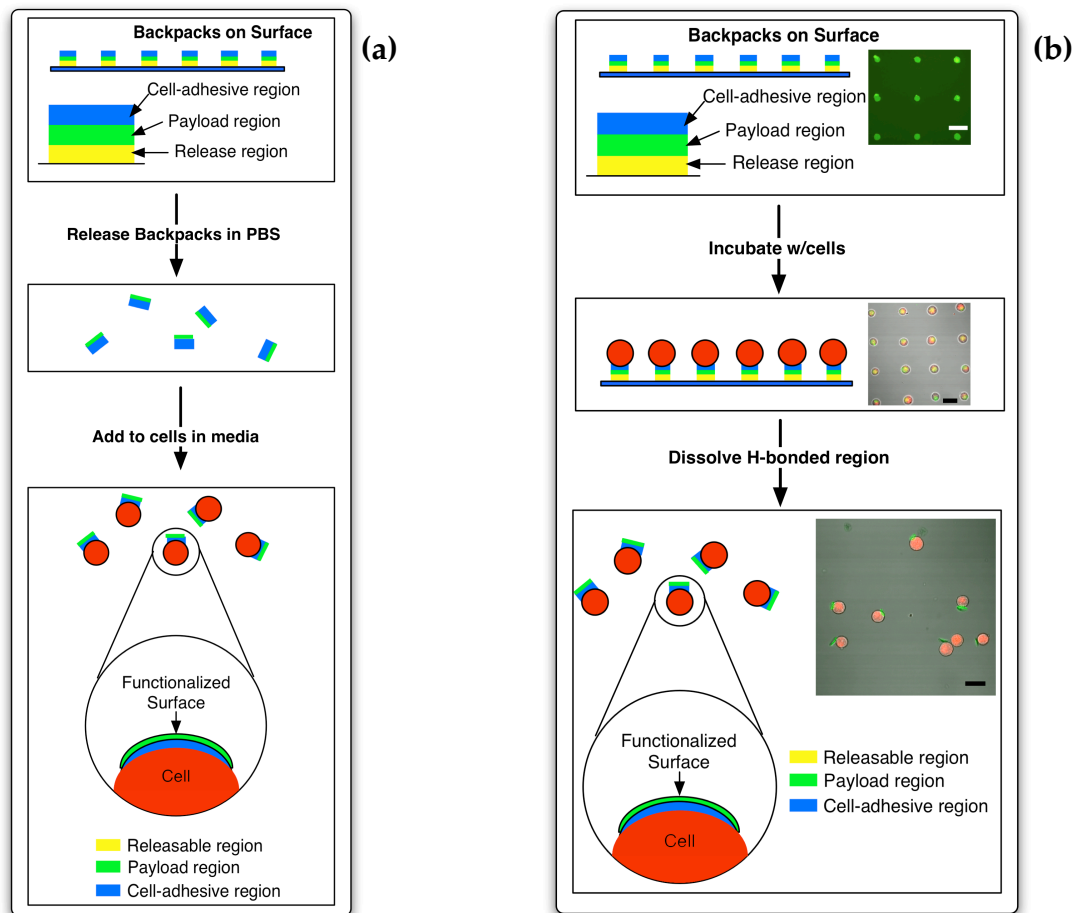 Backpacks on Surface
(a)
Cell-adhesive region
Payload region
Release region
Release Backpacks in PBS
Add to cells in media
Functionalized
Surface
Cell
Releasable region
Payload region
Cell-adhesive region
Backpacks on Surface
(b)
Cell-adhesive region
Payload region
Release region
Incubate w/cells
Dissolve H-bonded region
Functionalized
Surface
Cell
Releasable region
Payload region
Cell-adhesive region